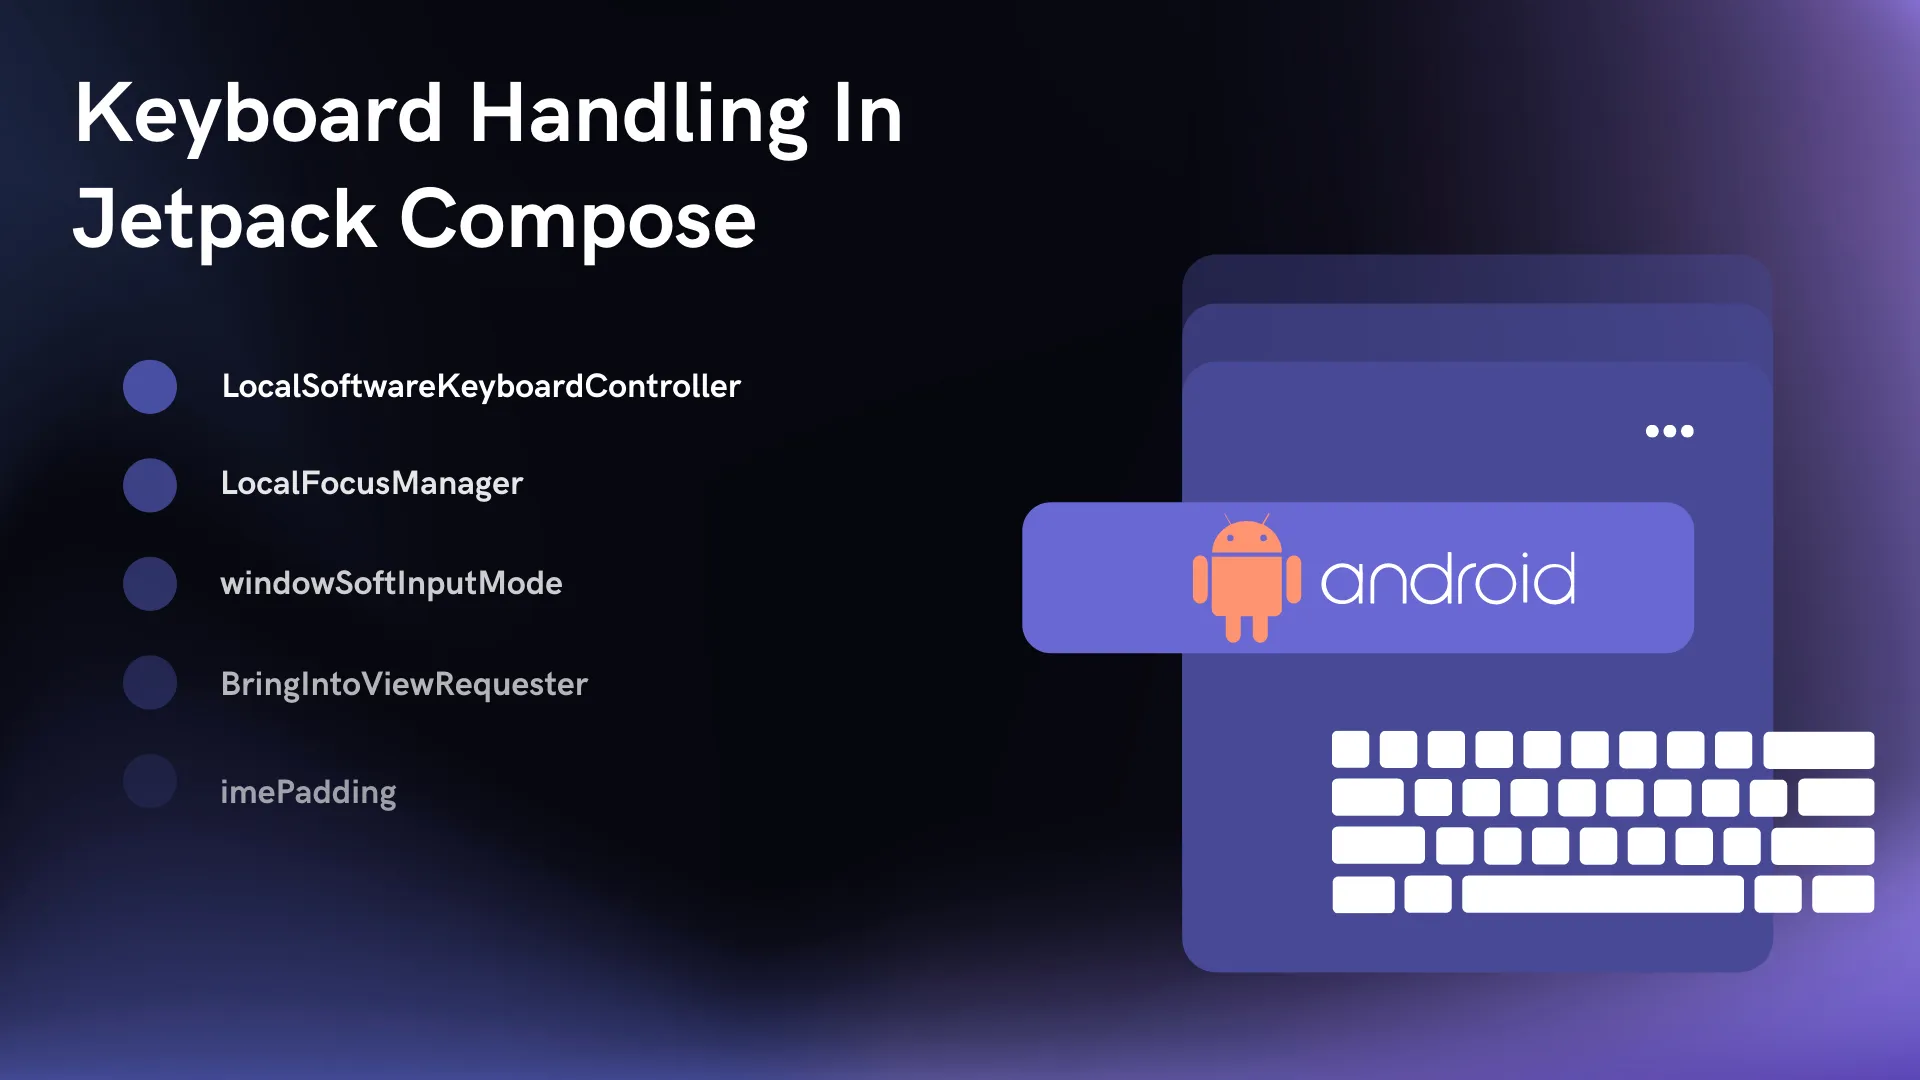 Keyboard Handling In
Jetpack Compose
LocalSoftwareKeyboardController
LocalFocusManager
windowSoftInputMode
BringIntoViewRequester
imePadding
android